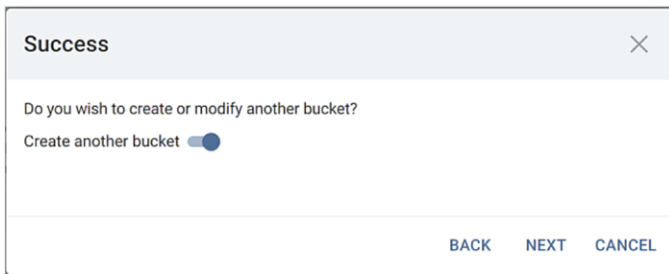 Success
Do you wish to create or modify another bucket?
Create another bucket
BACK NEXT CANCEL